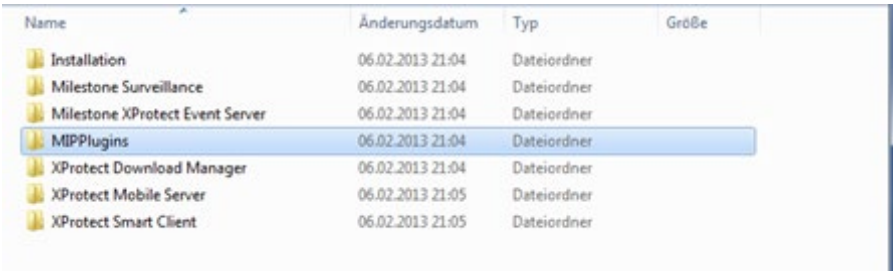 Name Änderungsdatum Typ Größe
Installation 06.02.2013 21:04 Dateiordner
Milestone Surveillance 06.02.2013 21:04 Dateiordner
Milestone XProtect Event Server 06.02.2013 21:04 Dateiordner
MIPPlugins 06.02.2013 21:04 Dateiordner
XProtect Download Manager 06.02.2013 21:04 Dateiordner
XProtect Mobile Server 06.02.2013 21:05 Dateiordner
XProtect Smart Client 06.02.2013 21:05 Dateiordner